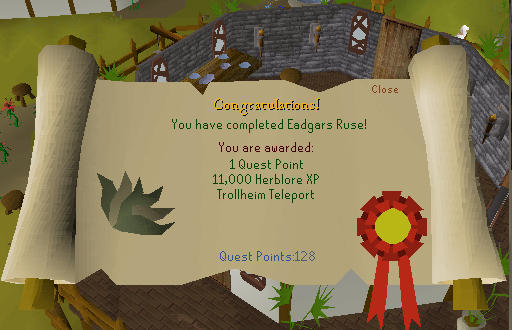 Close
Congratulations!
You have completed Eadgars Ruse!
You are awarded:
1 Quest Point
11,000 Herblore XP
Trollheim Teleport
Quest Points:128